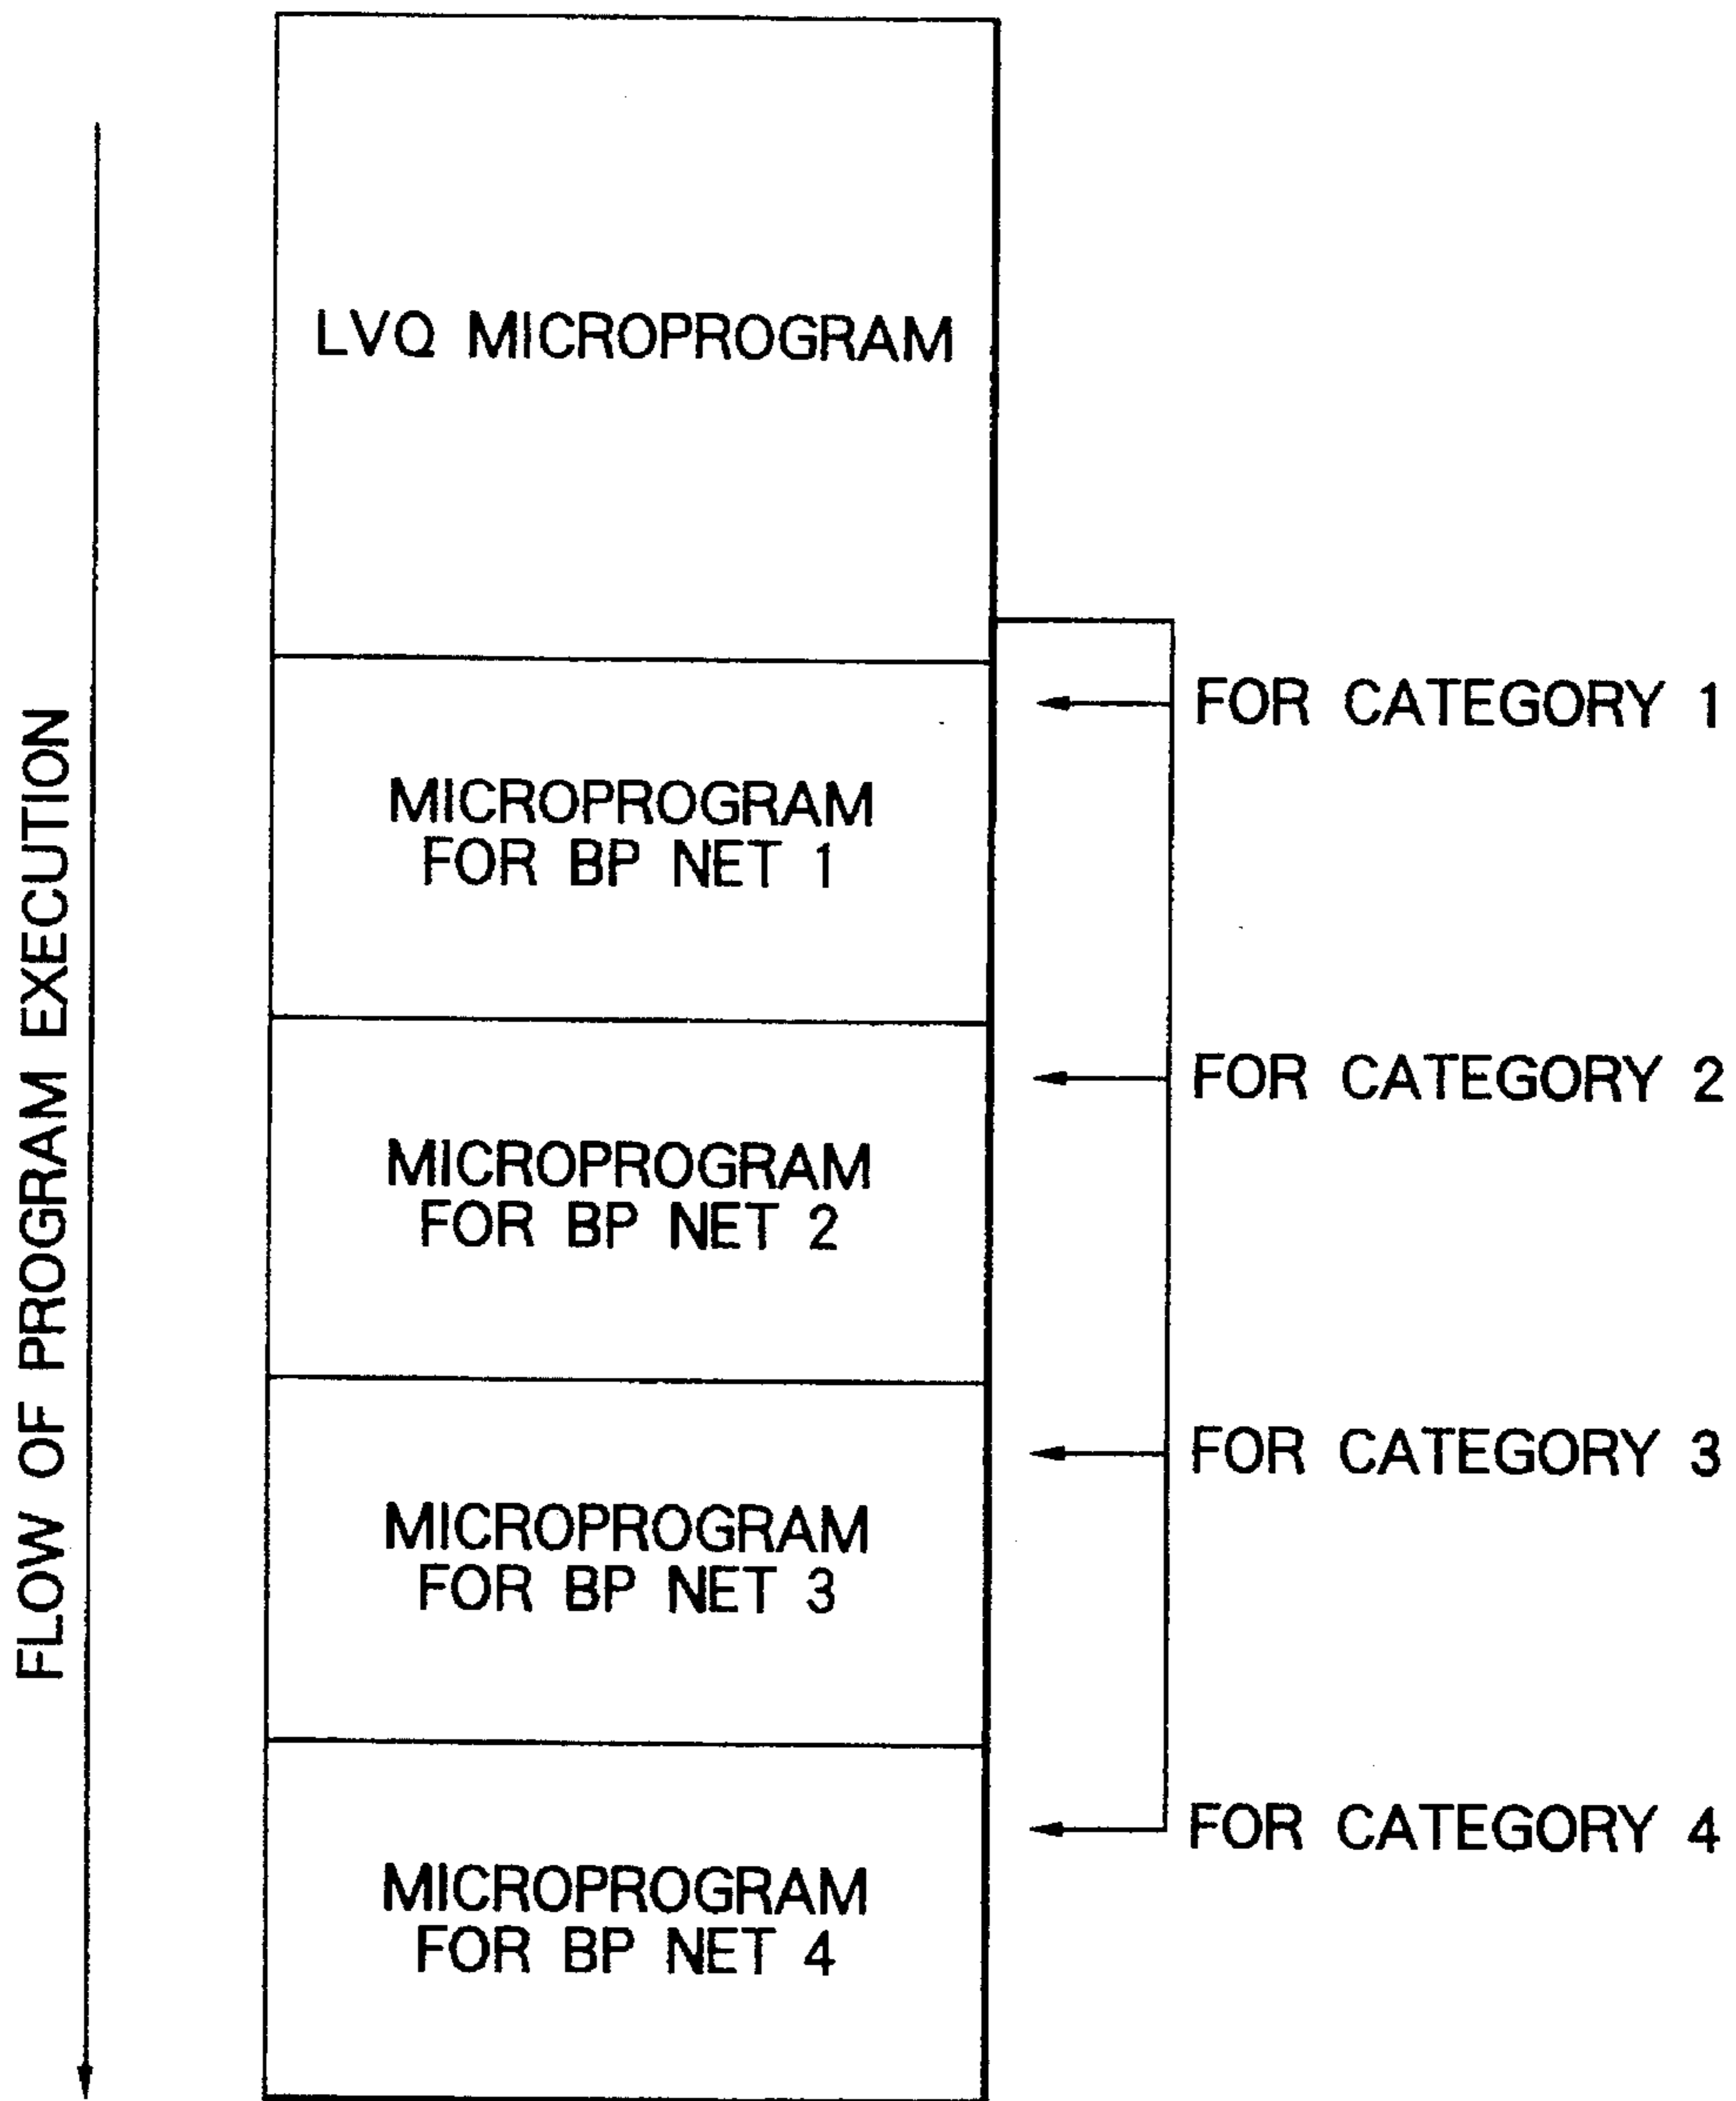 LVQ MICROPROGRAM
FOR CATEGORY 1
MICROPROGRAM
FOR BP NET 1
FOR CATEGORY 2
MICROPROGRAM
FOR BP NET 2
FOR CATEGORY 3
MICROPROGRAM
FOR BP NET 3
FOR CATEGORY 4
MICROPROGRAM
FOR BP NET 4
FLOW OF PROGRAM EXECUTION